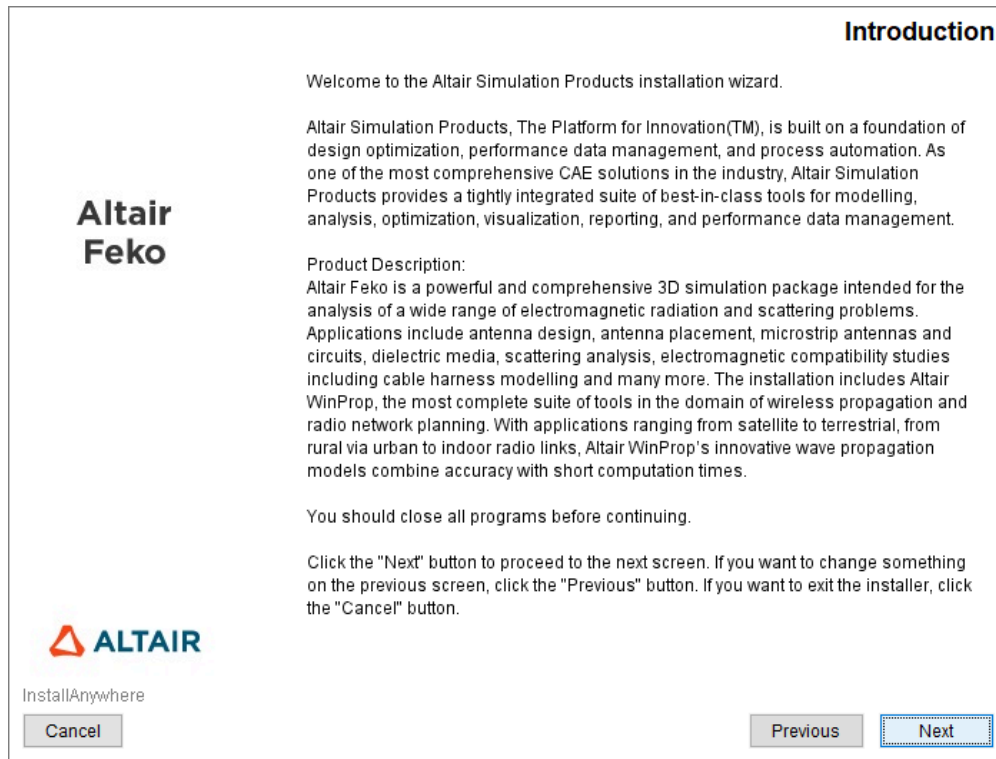 Introduction
Welcome to the Altair Simulation Products installation wizard.
Altair Simulation Products, The Platform for Innovation(TM), is built on a foundation of
design optimization, performance data management, and process automation. As
one of the most comprehensive CAE solutions in the industry, Altair Simulation
Products provides a tightly integrated suite of best-in-class tools for modelling,
analysis, optimization, visualization, reporting, and performance data management.
Altair
Feko
Product Description:
Altair Feko is a powerful and comprehensive 3D simulation package intended for the
analysis of a wide range of electromagnetic radiation and scattering problems.
Applications include antenna design, antenna placement, microstrip antennas and
circuits, dielectric media, scattering analysis, electromagnetic compatibility studies
including cable harness modelling and many more. The installation includes Altair
WinProp, the most complete suite of tools in the domain of wireless propagation and
radio network planning. With applications ranging from satellite to terrestrial, from
rural via urban to indoor radio links, Altair WinProp's innovative wave propagation
models combine accuracy with short computation times.
You should close all programs before continuing.
Click the "Next" button to proceed to the next screen. If you want to change something
on the previous screen, click the "Previous" button. If you want to exit the installer, click
the "Cancel" button.
ALTAIR
InstallAnywhere
Cancel
Previous
Next